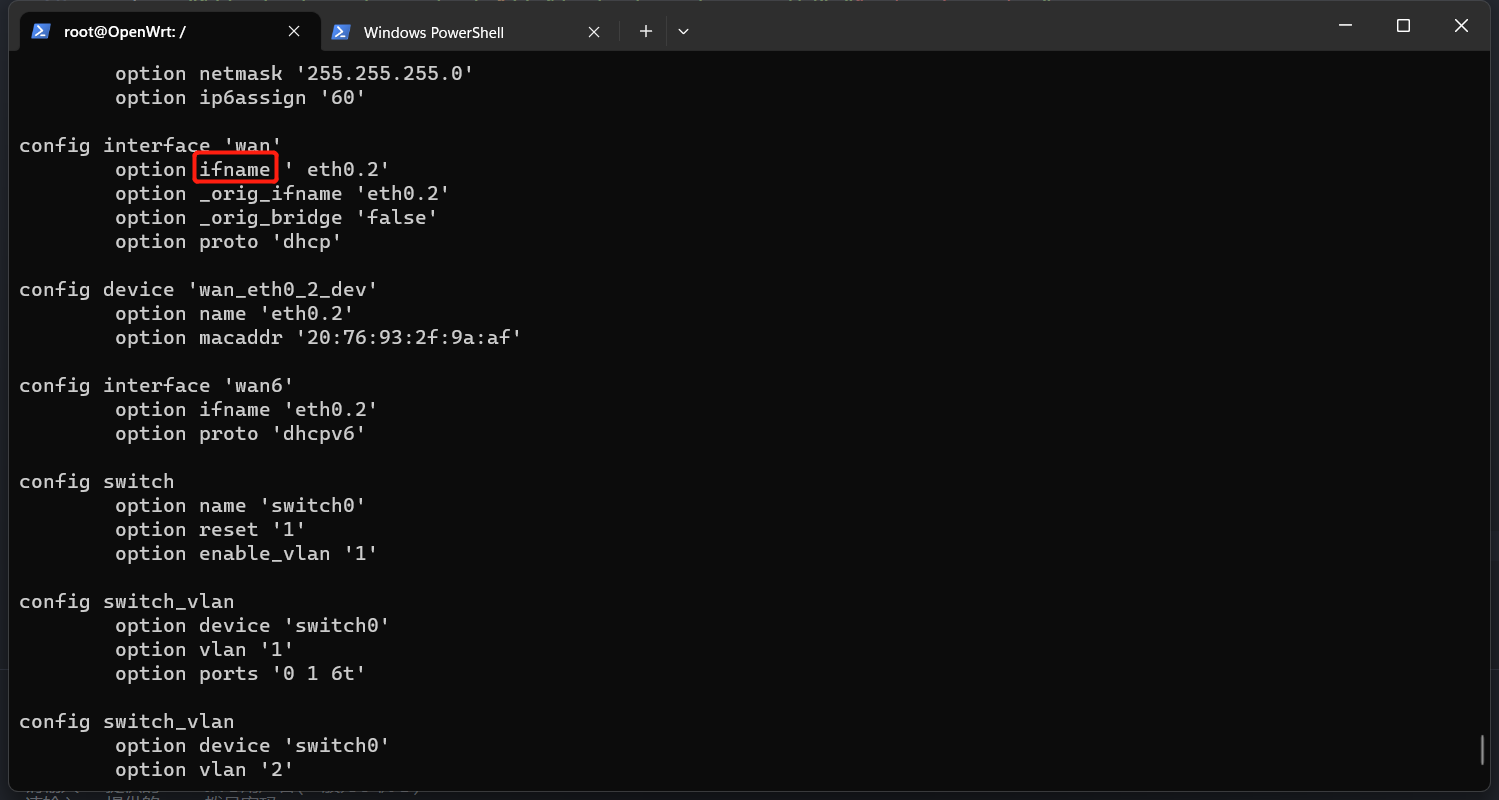 root@OpenWrt: /
Windows PowerShell
option netmask '255.255.255.0'
option ip6assign '60'
config interface 'wan'
option ifname ' eth0.2'
option _orig_ifname 'eth0.2'
option _orig_bridge 'false'
option proto 'dhcp'
config device 'wan_eth0_2_dev'
option name 'eth0.2'
option macaddr '20:76:93:2f:9a:af'
config interface 'wan6'
option ifname 'eth0.2'
option proto 'dhcpv6'
config switch
option name 'switch0'
option reset '1'
option enable_vlan '1'
config switch_vlan
option device 'switch0'
option vlan '1'
option ports '0 1 6t'
config switch_vlan
option device 'switch0'
option vlan '2'